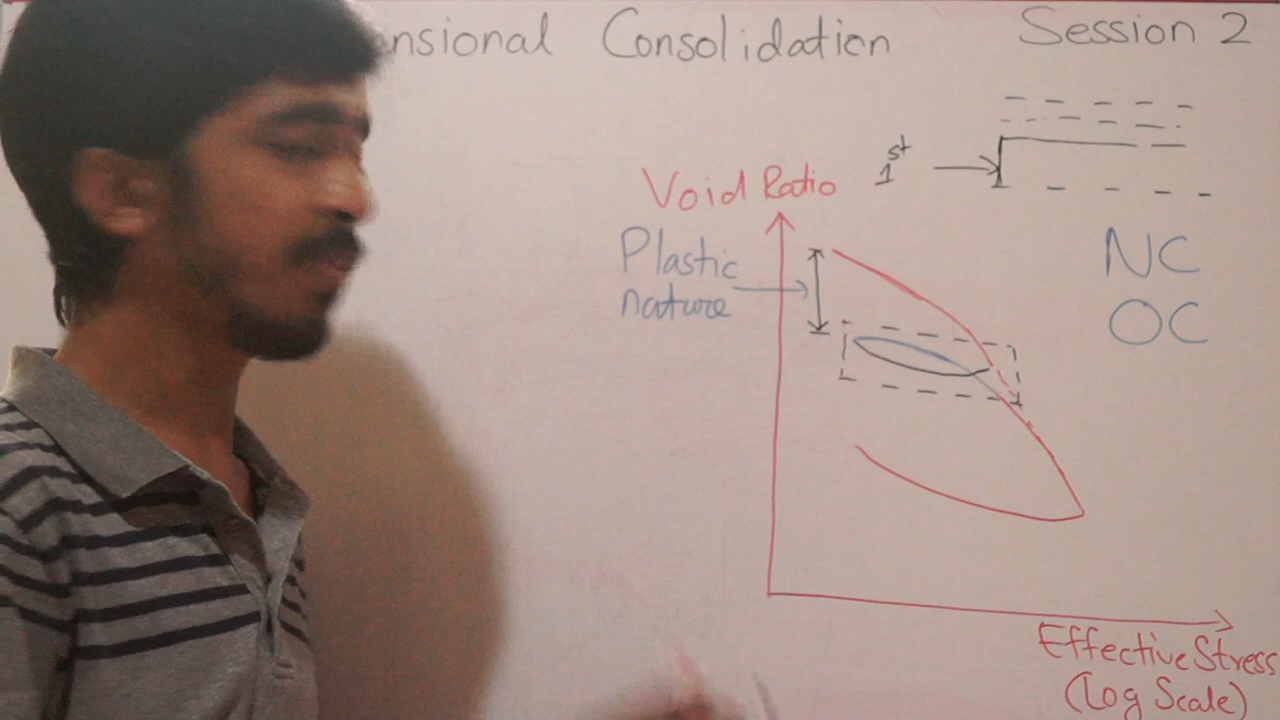 ensional Consolidation Session 2
1st
Void Ratio
Plastic
nature
NC
OC
Effective Stress
(Log Scale)